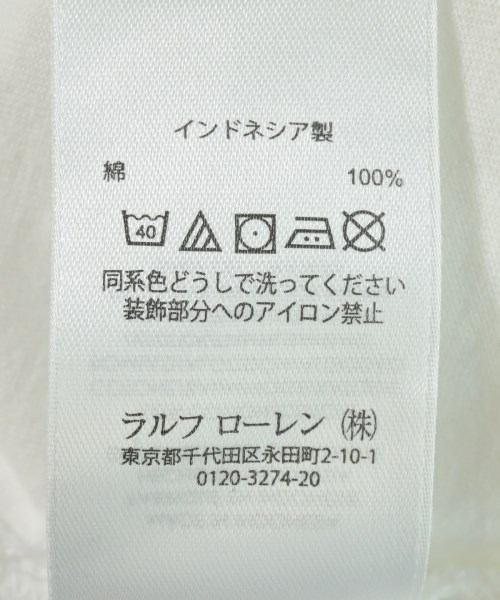 インドネシア製
綿 100%
40
同系色どうしで洗ってください
装飾部分へのアイロン禁止
ラルフ ローレン (株)
東京都千代田区永田町2-10-1
0120-3274-20